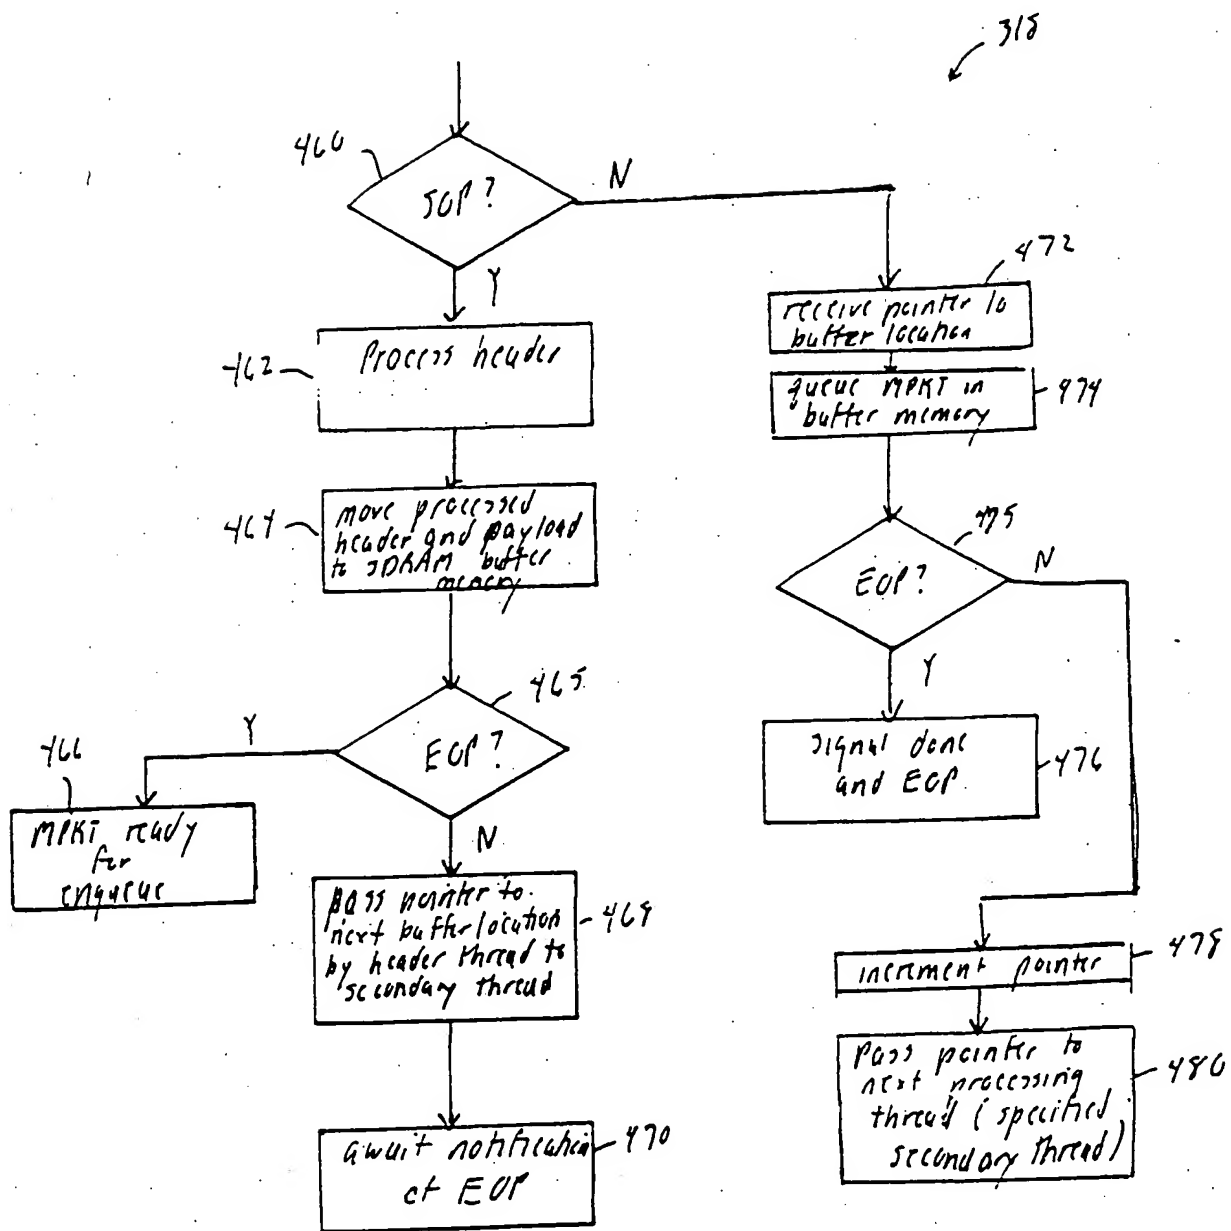 318
460
SOP?
N
Y
462
Process header
464
move processed
header and payload
to SDRAM buffer
memory
465
EOP?
Y
N
466
MPKT ready
for
enqueue
pass pointer to
next buffer location
by header thread to
secondary thread
468
await notification
of EOP
470
472
receive pointer to
buffer location
queue MPKT in
buffer memory
474
475
EOP?
N
Y
signal done
and EOP
476
increment pointer
478
pass pointer to
next processing
thread (specified
secondary thread)
480